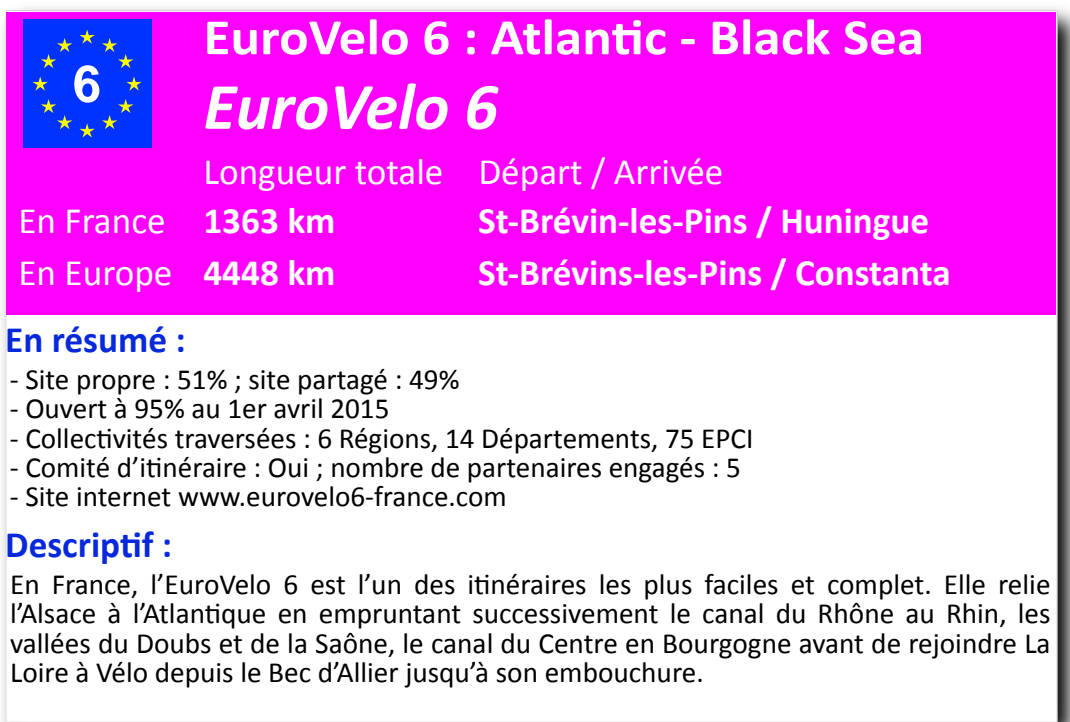 6
EuroVelo 6 : Atlantic - Black Sea
EuroVelo 6
Longueur totale Départ / Arrivée
En France 1363 km St-Brévin-les-Pins / Huningue
En Europe 4448 km St-Brévins-les-Pins / Constanta
En résumé :
- Site propre : 51% ; site partagé : 49%
- Ouvert à 95% au 1er avril 2015
- Collectivités traversées : 6 Régions, 14 Départements, 75 EPCI
- Comité d’itinéraire : Oui ; nombre de partenaires engagés : 5
- Site internet www.eurovelo6-france.com
Descriptif :
En France, l’EuroVelo 6 est l’un des itinéraires les plus faciles et complet. Elle relie
l’Alsace à l’Atlantique en empruntant successivement le canal du Rhône au Rhin, les
vallées du Doubs et de la Saône, le canal du Centre en Bourgogne avant de rejoindre La
Loire à Vélo depuis le Bec d’Allier jusqu’à son embouchure.